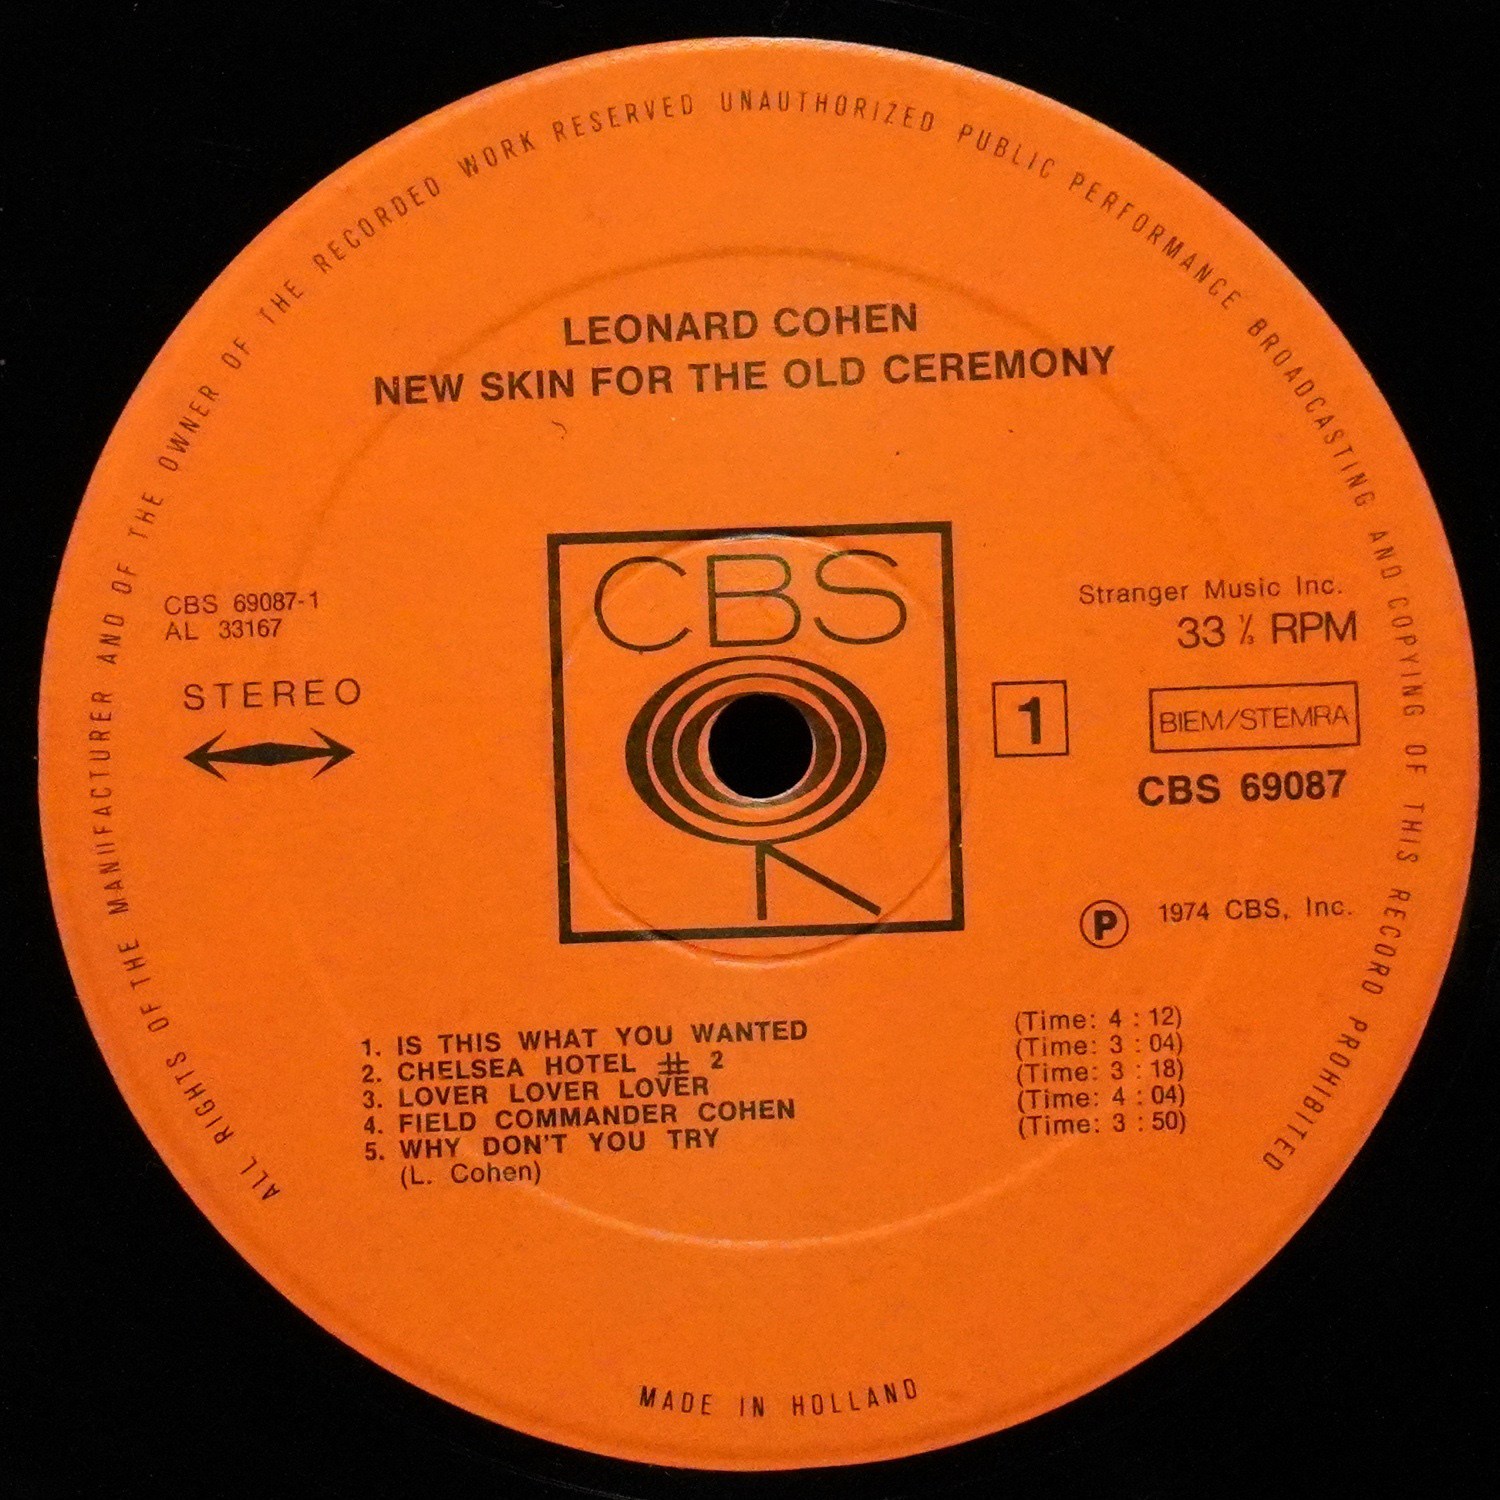 ALL RIGHTS OF THE MANUFACTURER AND OF THE OWNER OF THE RECORDED WORK RESERVED UNAUTHORIZED PUBLIC PERFORMANCE BROADCASTING AND COPYING OF THIS RECORD PROHIBITED
LEONARD COHEN
NEW SKIN FOR THE OLD CEREMONY
CBS
CBS 69087-1
AL 33167
STEREO
Stranger Music Inc.
33 ⅓ RPM
1
BIEM/STEMRA
CBS 69087
Ⓟ 1974 CBS, Inc.
1. IS THIS WHAT YOU WANTED (Time: 4 : 12)
2. CHELSEA HOTEL # 2 (Time: 3 : 04)
3. LOVER LOVER LOVER (Time: 3 : 18)
4. FIELD COMMANDER COHEN (Time: 4 : 04)
5. WHY DON'T YOU TRY (Time: 3 : 50)
(L. Cohen)
MADE IN HOLLAND